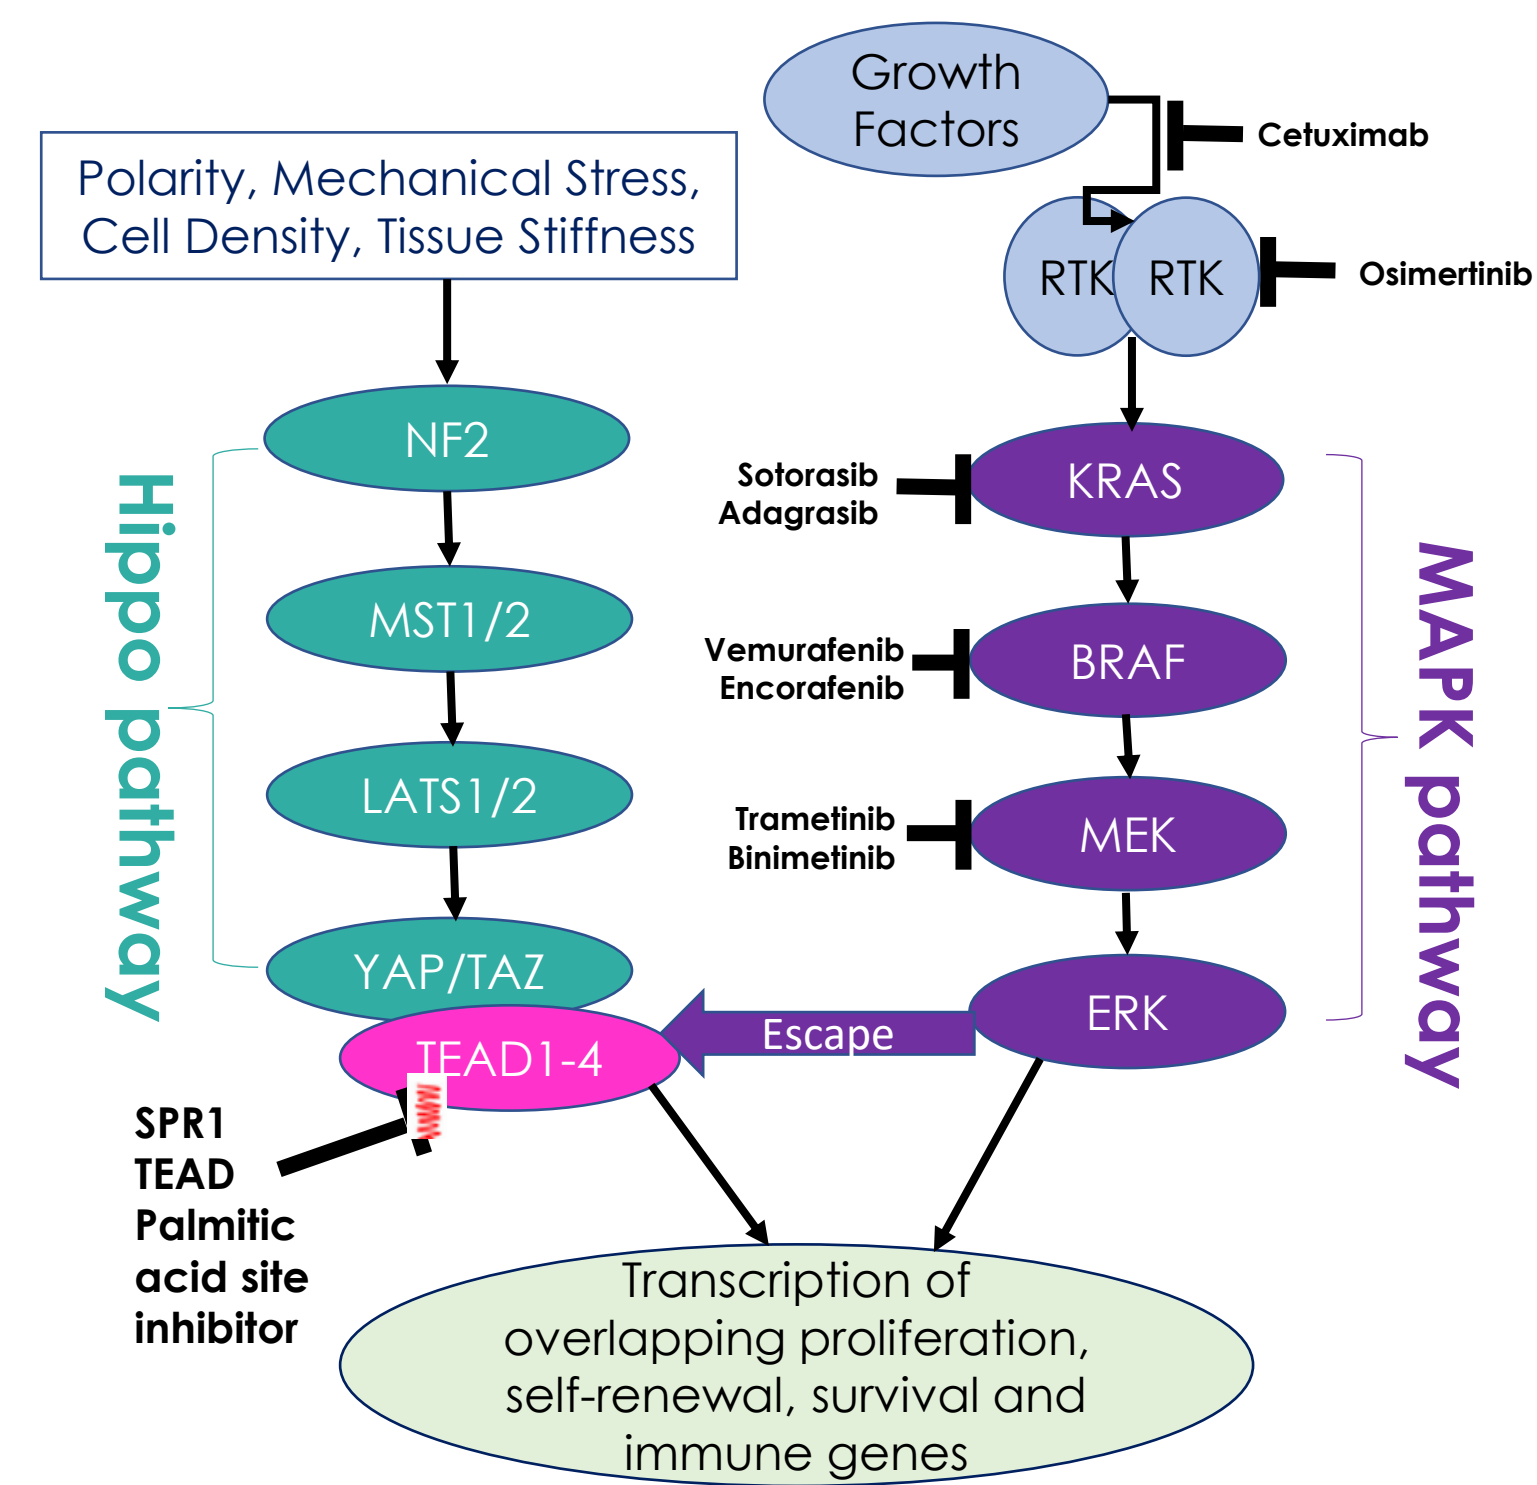 Growth
Factors
Cetuximab
Polarity, Mechanical Stress,
Cell Density, Tissue Stiffness
RTK
RTK
Osimertinib
Hippo pathway
NF2
MST1/2
LATS1/2
YAP/TAZ
TEAD1-4
SPR1
TEAD
Palmitic
acid site
inhibitor
Sotorasib
Adagrasib
KRAS
Vemurafenib
Encorafenib
BRAF
Trametinib
Binimetinib
MEK
ERK
Escape
MAPK pathway
Transcription of
overlapping proliferation,
self-renewal, survival and
immune genes